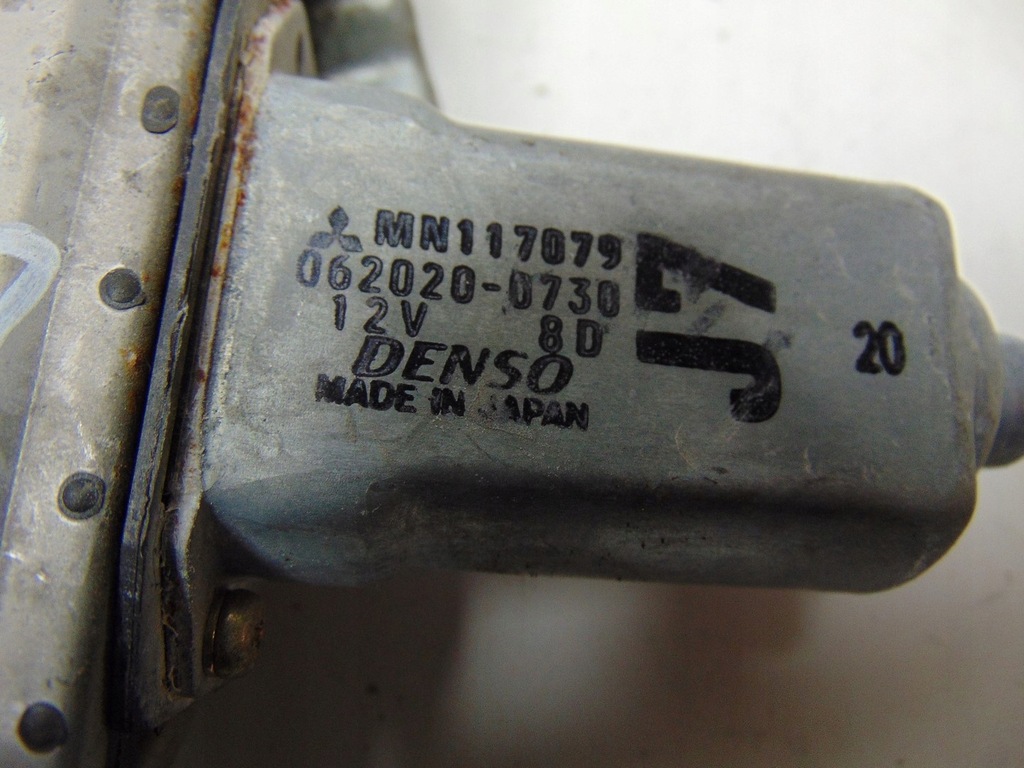 MN117079
062020-0730
12V 8D
DENSO
MADE IN JAPAN
20